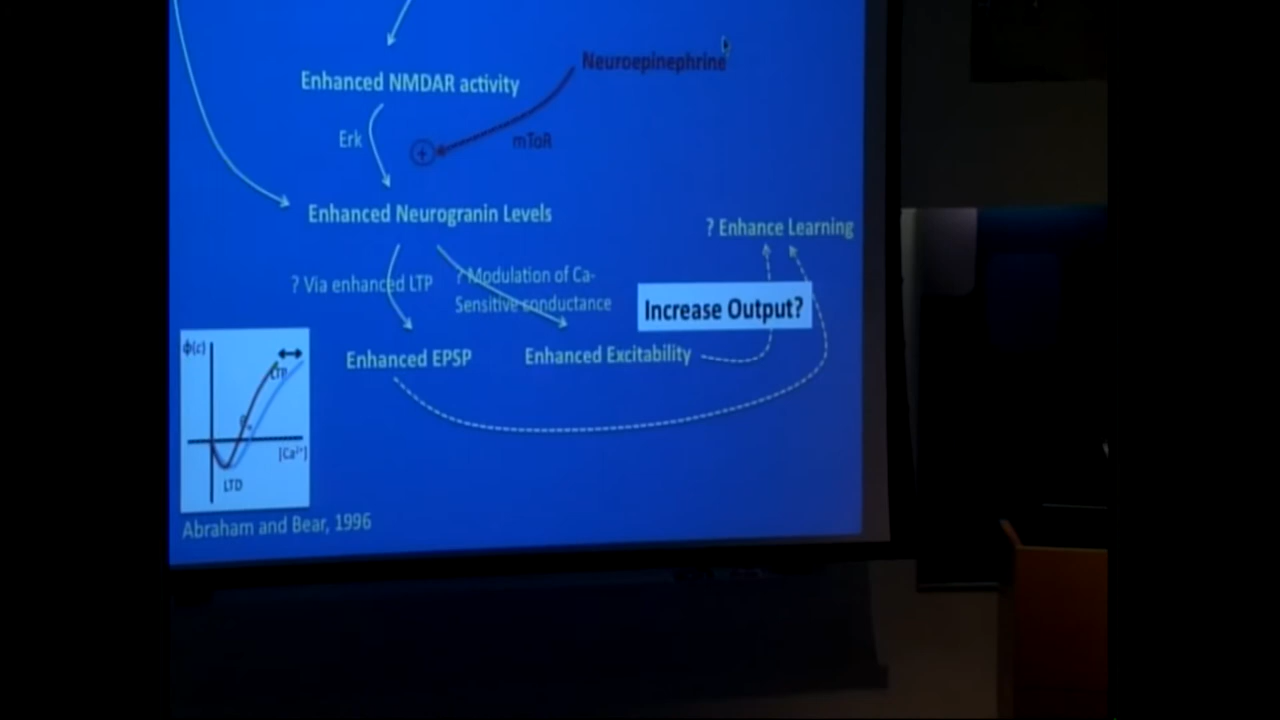 Neuroepinephrine
Enhanced NMDAR activity
Erk
+
mToR
Enhanced Neurogranin Levels
? Enhance Learning
? Via enhanced LTP
? Modulation of Ca-
Sensitive conductance
Increase Output?
Enhanced EPSP
Enhanced Excitability
ϕ(c)
LTP
[Ca²⁺]
LTD
Abraham and Bear, 1996